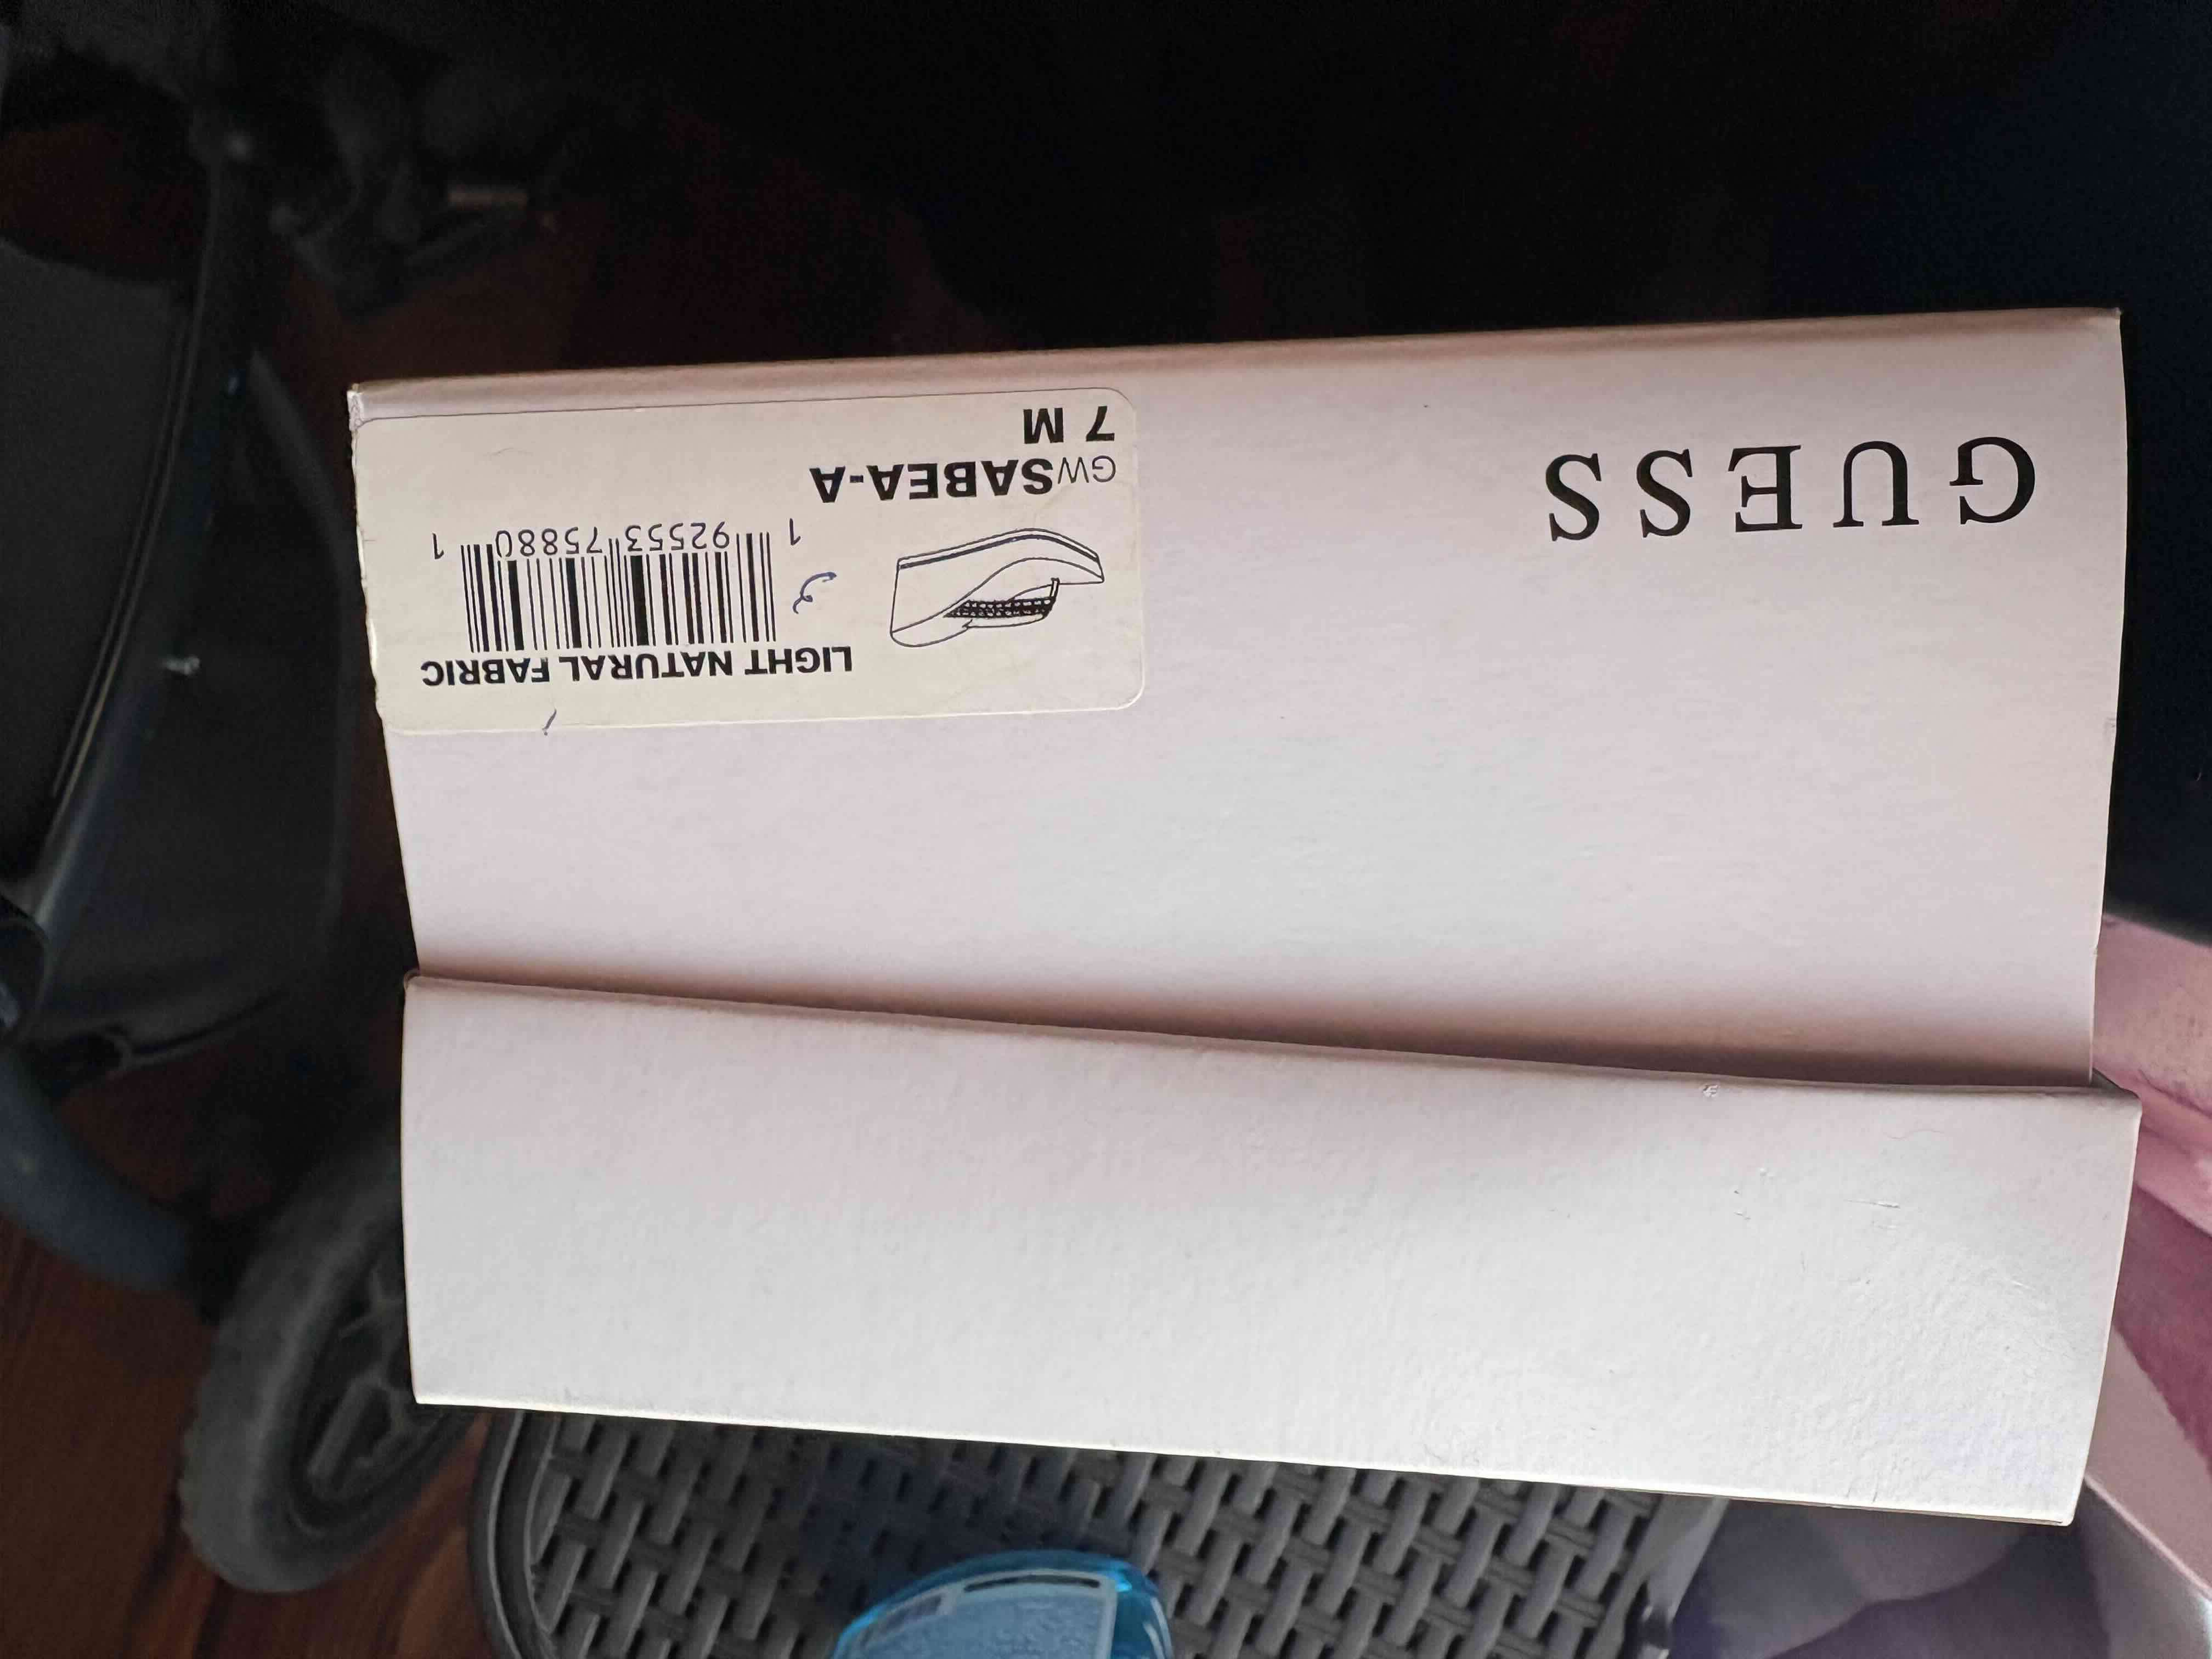 GUESS
7 M
GWSABEA-A
1 92553 75880 1
LIGHT NATURAL FABRIC